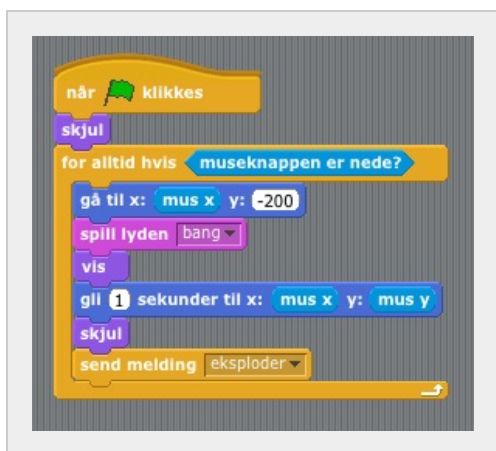 når klikkes
skjul
for alltid hvis museknappen er nede?
gå til x: mus x y: -200
spill lyden bang
vis
gli 1 sekunder til x: mus x y: mus y
skjul
send melding eksploder